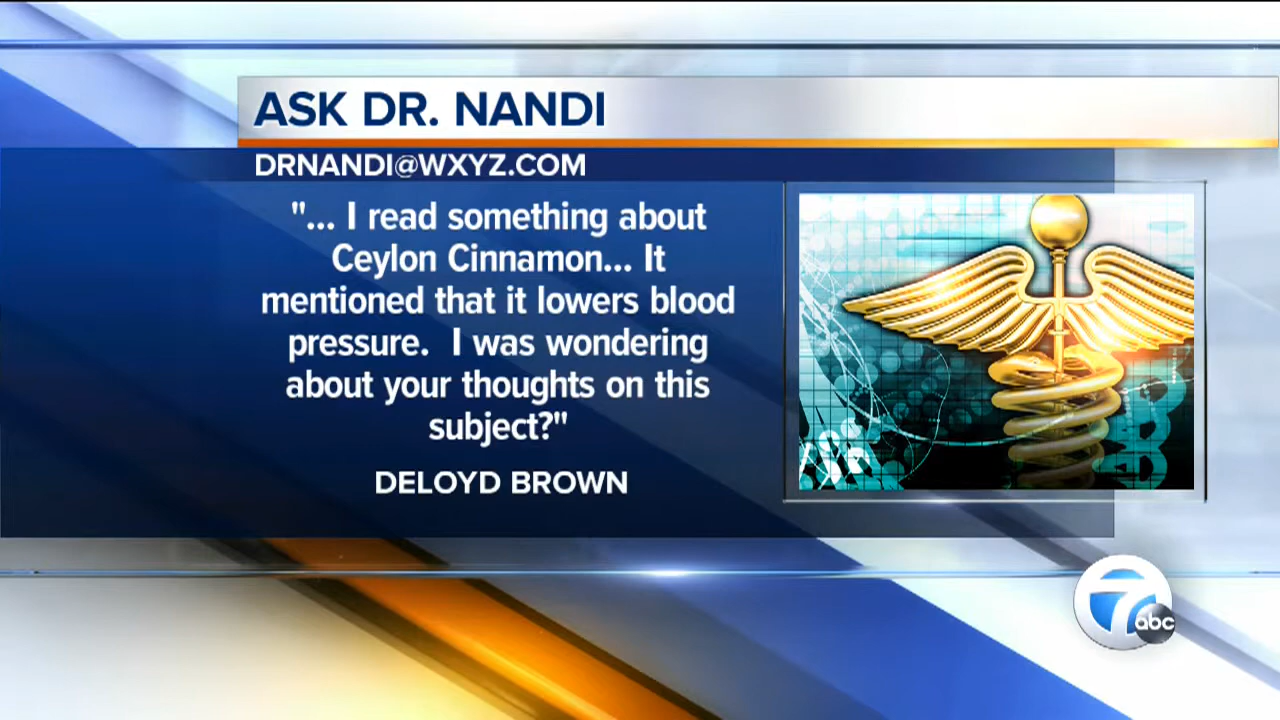 ASK DR. NANDI
DRNANDI@WXYZ.COM
"... I read something about
Ceylon Cinnamon... It
mentioned that it lowers blood
pressure.  I was wondering
about your thoughts on this
subject?"
DELOYD BROWN
7
abc